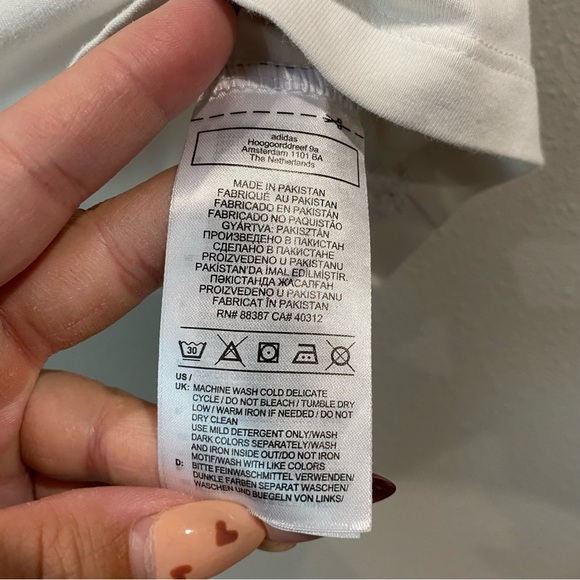 adidas
Hoogoorddreef 9a
Amsterdam 1101 BA
The Netherlands
MADE IN PAKISTAN
FABRIQUÉ AU PAKISTAN
FABRICADO EN PAKISTÁN
FABRICADO NO PAQUISTÃO
GYÁRTVA: PAKISZTÁN
ПРОИЗВЕДЕНО В ПАКИСТАН
СДЕЛАНО В ПАКИСТАНЕ
PROIZVEDENO U PAKISTANU
PAKİSTAN'DA İMAL EDİLMİŞTİR.
ПӘКІСТАНДА ЖАСАЛҒАН
PROIZVEDENO U PAKISTANU
FABRICAT ÎN PAKISTAN
RN# 88387 CA# 40312
30
US /
UK: MACHINE WASH COLD DELICATE
CYCLE / DO NOT BLEACH / TUMBLE DRY
LOW / WARM IRON IF NEEDED / DO NOT
DRY CLEAN
USE MILD DETERGENT ONLY/WASH
DARK COLORS SEPARATELY/WASH
AND IRON INSIDE OUT/DO NOT IRON
MOTIF/WASH WITH LIKE COLORS
D: BITTE FEINWASCHMITTEL VERWENDEN/
DUNKLE FARBEN SEPARAT WASCHEN/
WASCHEN UND BUEGELN VON LINKS/